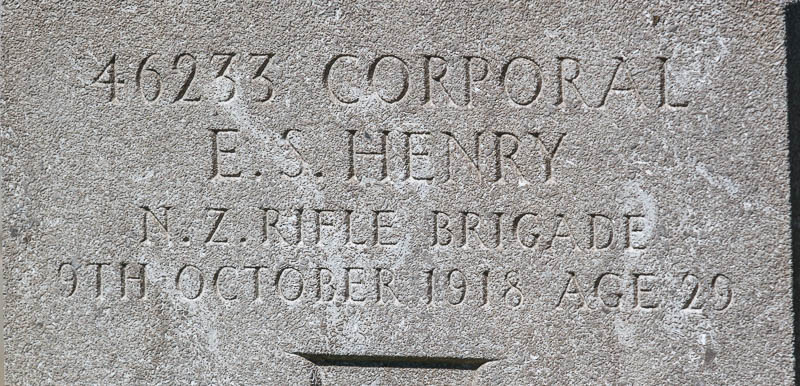 46233 CORPORAL
E. S. HENRY
N. Z. RIFLE BRIGADE
9TH OCTOBER 1918 AGE 29